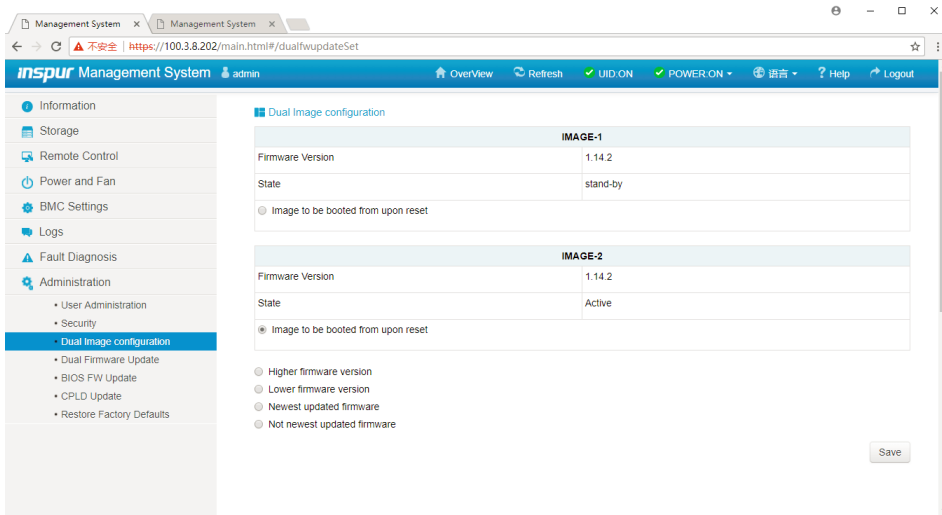 Management System
Management System
不安全 | https://100.3.8.202/main.html#/dualfwupdateSet
inspur Management System admin OverView Refresh UID:ON POWER:ON 语言 Help Logout
Information
Storage
Remote Control
Power and Fan
BMC Settings
Logs
Fault Diagnosis
Administration
• User Administration
• Security
• Dual Image configuration
• Dual Firmware Update
• BIOS FW Update
• CPLD Update
• Restore Factory Defaults
Dual Image configuration
IMAGE-1
Firmware Version 1.14.2
State stand-by
Image to be booted from upon reset
IMAGE-2
Firmware Version 1.14.2
State Active
Image to be booted from upon reset
Higher firmware version
Lower firmware version
Newest updated firmware
Not newest updated firmware
Save